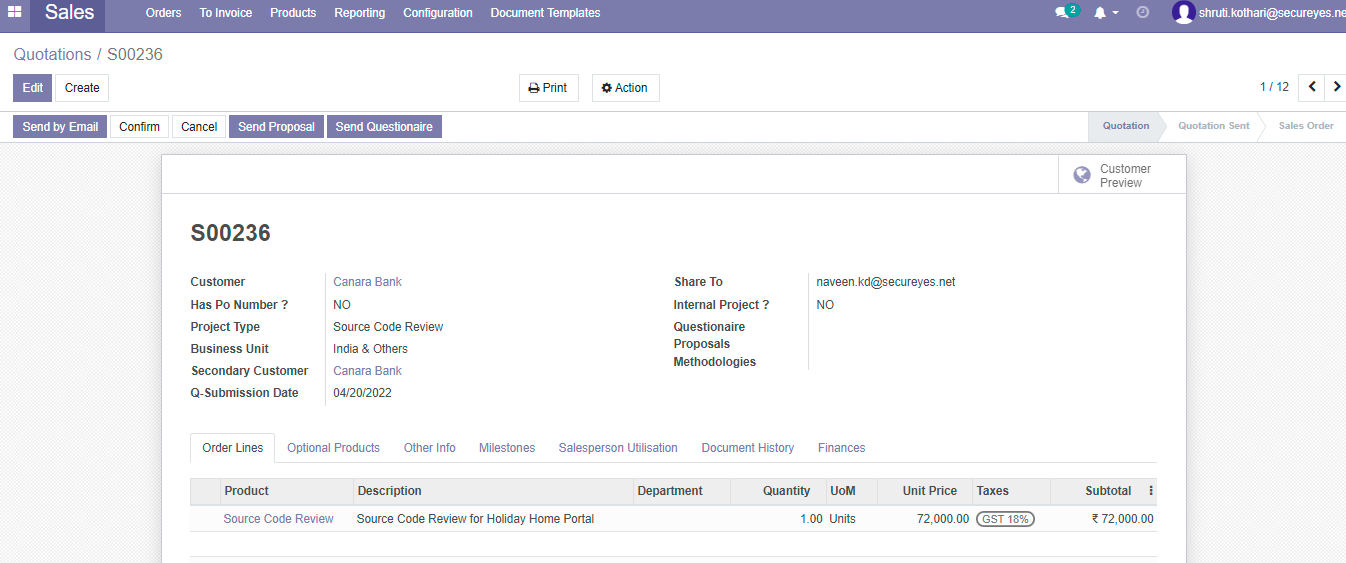 Sales Orders To Invoice Products Reporting Configuration Document Templates 2 shruti.kothari@secureyes.ne
Quotations / S00236
Edit Create Print Action 1 / 12
Send by Email Confirm Cancel Send Proposal Send Questionaire Quotation Quotation Sent Sales Order
Customer
Preview
S00236
Customer Canara Bank Share To naveen.kd@secureyes.net
Has Po Number ? NO Internal Project ? NO
Project Type Source Code Review Questionaire
Proposals
Business Unit India & Others Methodologies
Secondary Customer Canara Bank
Q-Submission Date 04/20/2022
Order Lines Optional Products Other Info Milestones Salesperson Utilisation Document History Finances
Product Description Department Quantity UoM Unit Price Taxes Subtotal
Source Code Review Source Code Review for Holiday Home Portal 1.00 Units 72,000.00 GST 18% ₹ 72,000.00